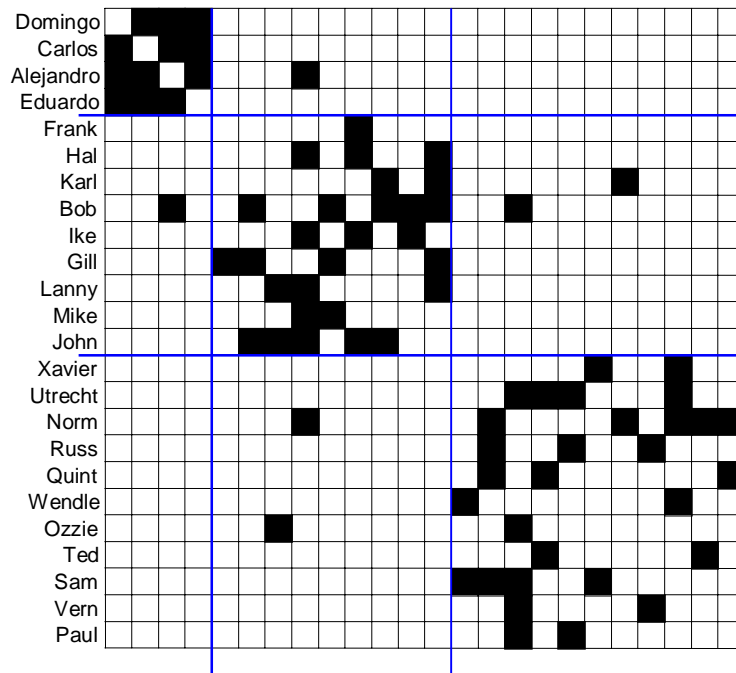 Domingo
Carlos
Alejandro
Eduardo
Frank
Hal
Karl
Bob
Ike
Gill
Lanny
Mike
John
Xavier
Utrecht
Norm
Russ
Quint
Wendle
Ozzie
Ted
Sam
Vern
Paul